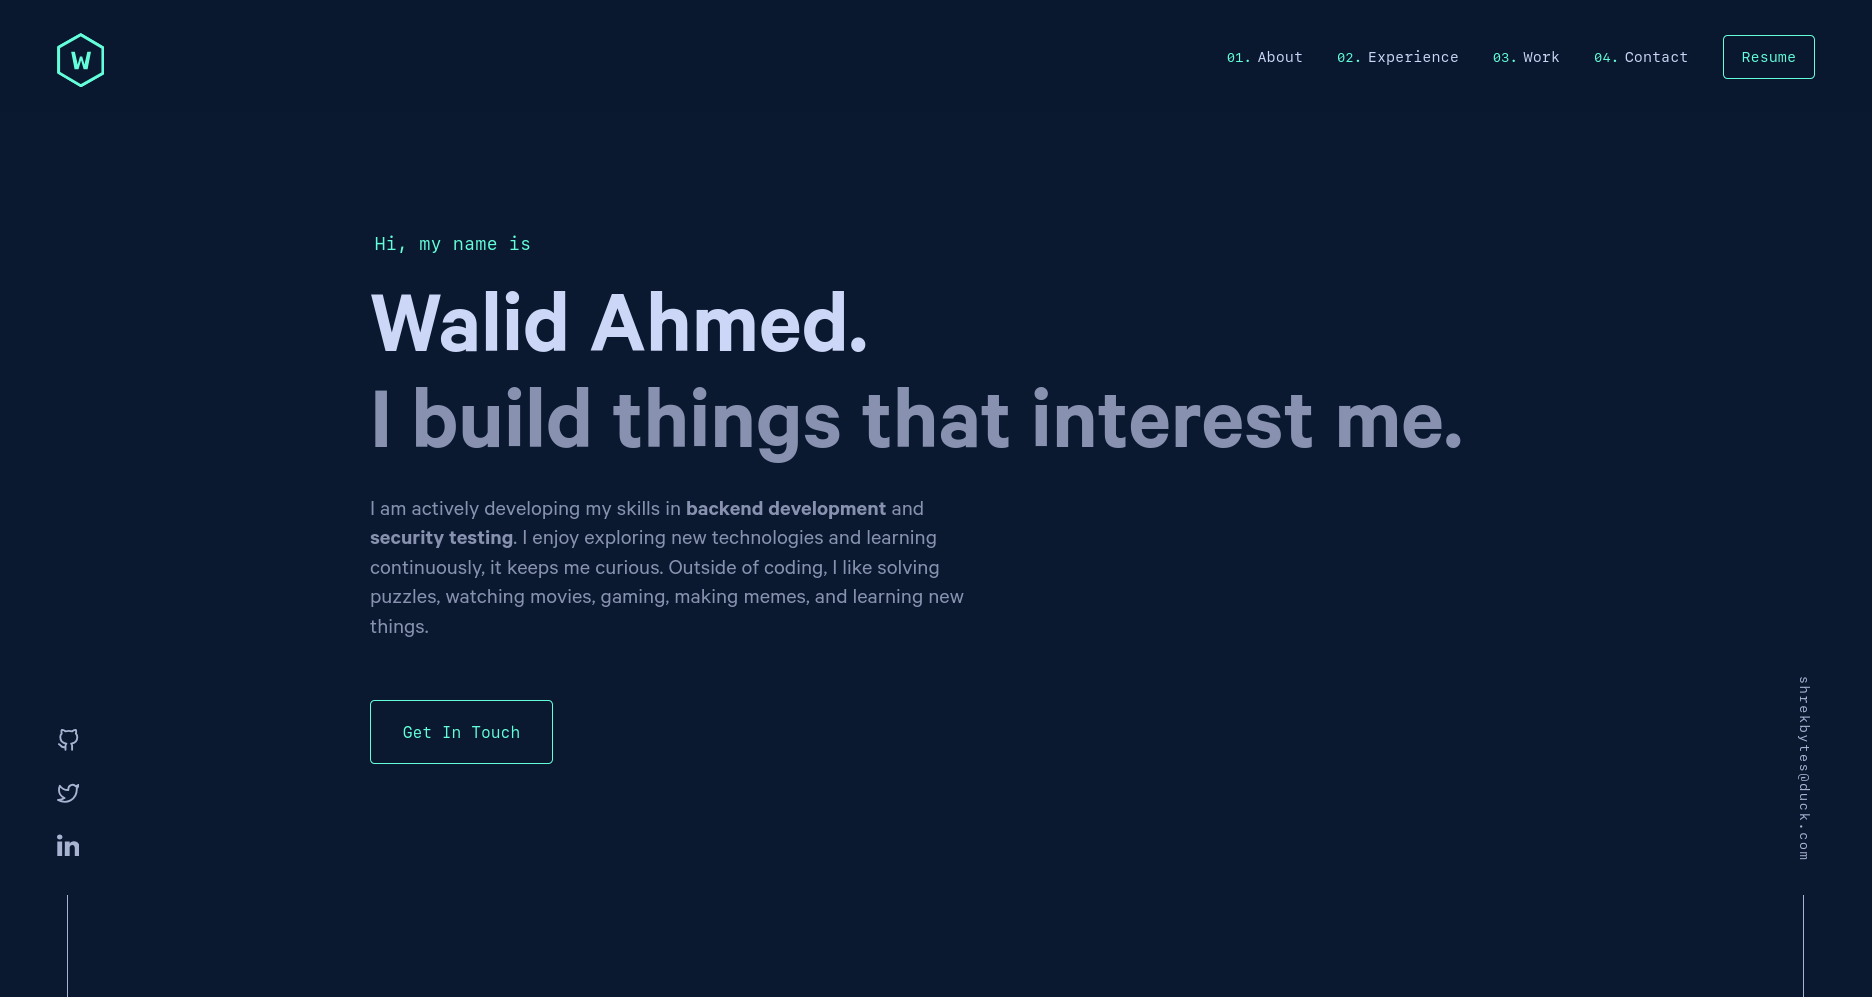 W
01. About 02. Experience 03. Work 04. Contact Resume
Hi, my name is
Walid Ahmed.
I build things that interest me.
I am actively developing my skills in backend development and
security testing. I enjoy exploring new technologies and learning
continuously, it keeps me curious. Outside of coding, I like solving
puzzles, watching movies, gaming, making memes, and learning new
things.
Get In Touch
in
shrekbytes@duck.com